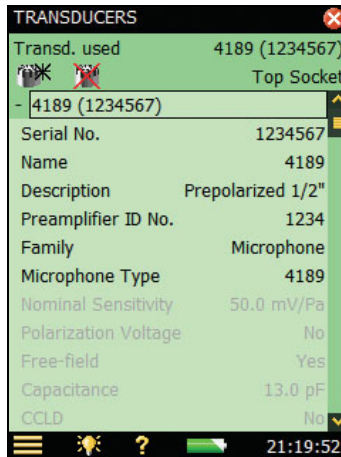 TRANSDUCERS
Transd. used 4189 (1234567)
Top Socket
- 4189 (1234567)
Serial No. 1234567
Name 4189
Description Prepolarized 1/2"
Preamplifier ID No. 1234
Family Microphone
Microphone Type 4189
Nominal Sensitivity 50.0 mV/Pa
Polarization Voltage No
Free-field Yes
Capacitance 13.0 pF
CCLD No
? 21:19:52